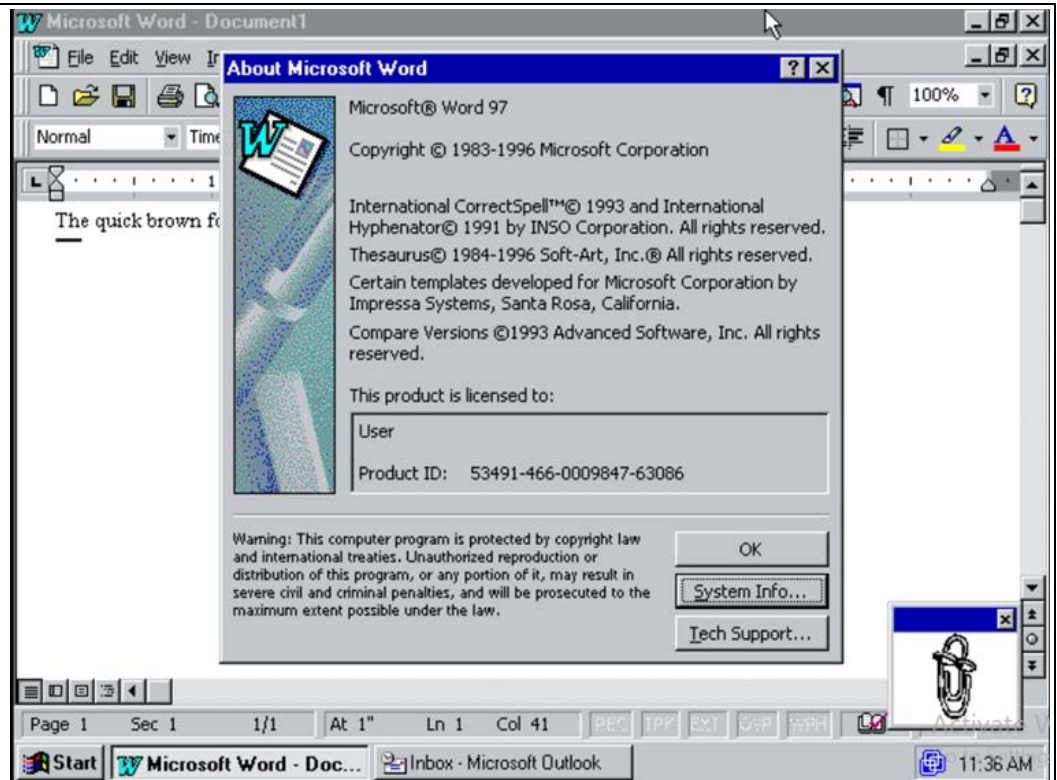 Microsoft Word - Document1
File Edit View
About Microsoft Word
100%
Normal
Microsoft® Word 97
Copyright © 1983-1996 Microsoft Corporation
1
The quick brown
International CorrectSpell™© 1993 and International
Hyphenator© 1991 by INSO Corporation. All rights reserved.
Thesaurus© 1984-1996 Soft-Art, Inc.® All rights reserved.
Certain templates developed for Microsoft Corporation by
Impressa Systems, Santa Rosa, California.
Compare Versions ©1993 Advanced Software, Inc. All rights
reserved.
This product is licensed to:
User
Product ID: 53491-466-0009847-63086
Warning: This computer program is protected by copyright law
and international treaties. Unauthorized reproduction or
distribution of this program, or any portion of it, may result in
severe civil and criminal penalties, and will be prosecuted to the
maximum extent possible under the law.
OK
System Info...
Tech Support...
Page 1 Sec 1 1/1 At 1" Ln 1 Col 41 REC TRK EXT OVR WPH
Activate
Start Microsoft Word - Doc... Inbox - Microsoft Outlook 11:36 AM